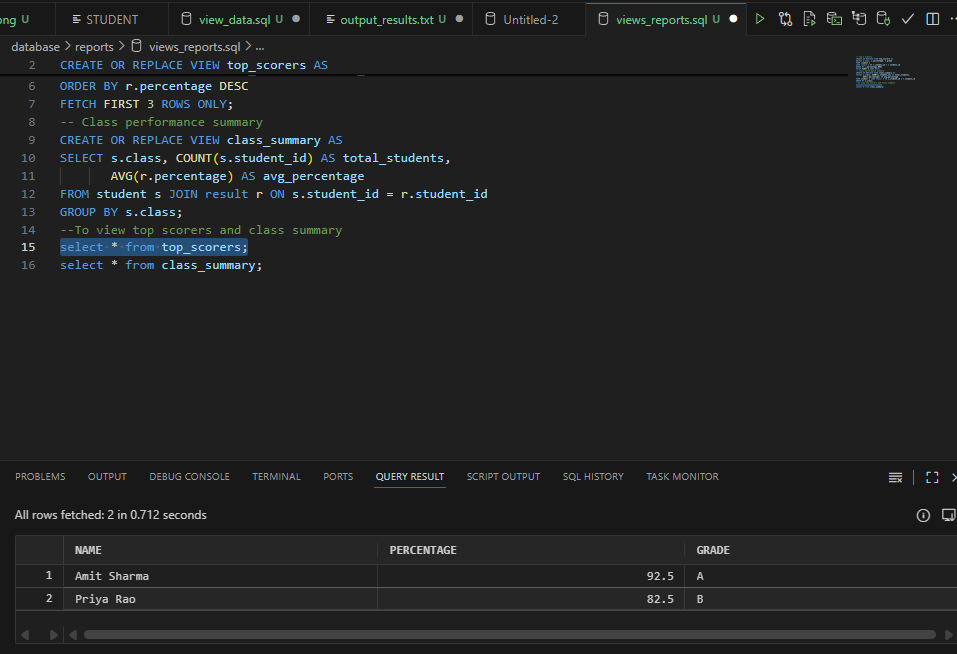 ng U
STUDENT
view_data.sql U
output_results.txt U
Untitled-2
views_reports.sql U
database > reports > views_reports.sql > ...
2 CREATE OR REPLACE VIEW top_scorers AS
6 ORDER BY r.percentage DESC
7 FETCH FIRST 3 ROWS ONLY;
8 -- Class performance summary
9 CREATE OR REPLACE VIEW class_summary AS
10 SELECT s.class, COUNT(s.student_id) AS total_students,
11 AVG(r.percentage) AS avg_percentage
12 FROM student s JOIN result r ON s.student_id = r.student_id
13 GROUP BY s.class;
14 --To view top scorers and class summary
15 select * from top_scorers;
16 select * from class_summary;
PROBLEMS OUTPUT DEBUG CONSOLE TERMINAL PORTS QUERY RESULT SCRIPT OUTPUT SQL HISTORY TASK MONITOR
All rows fetched: 2 in 0.712 seconds
NAME PERCENTAGE GRADE
1 Amit Sharma 92.5 A
2 Priya Rao 82.5 B